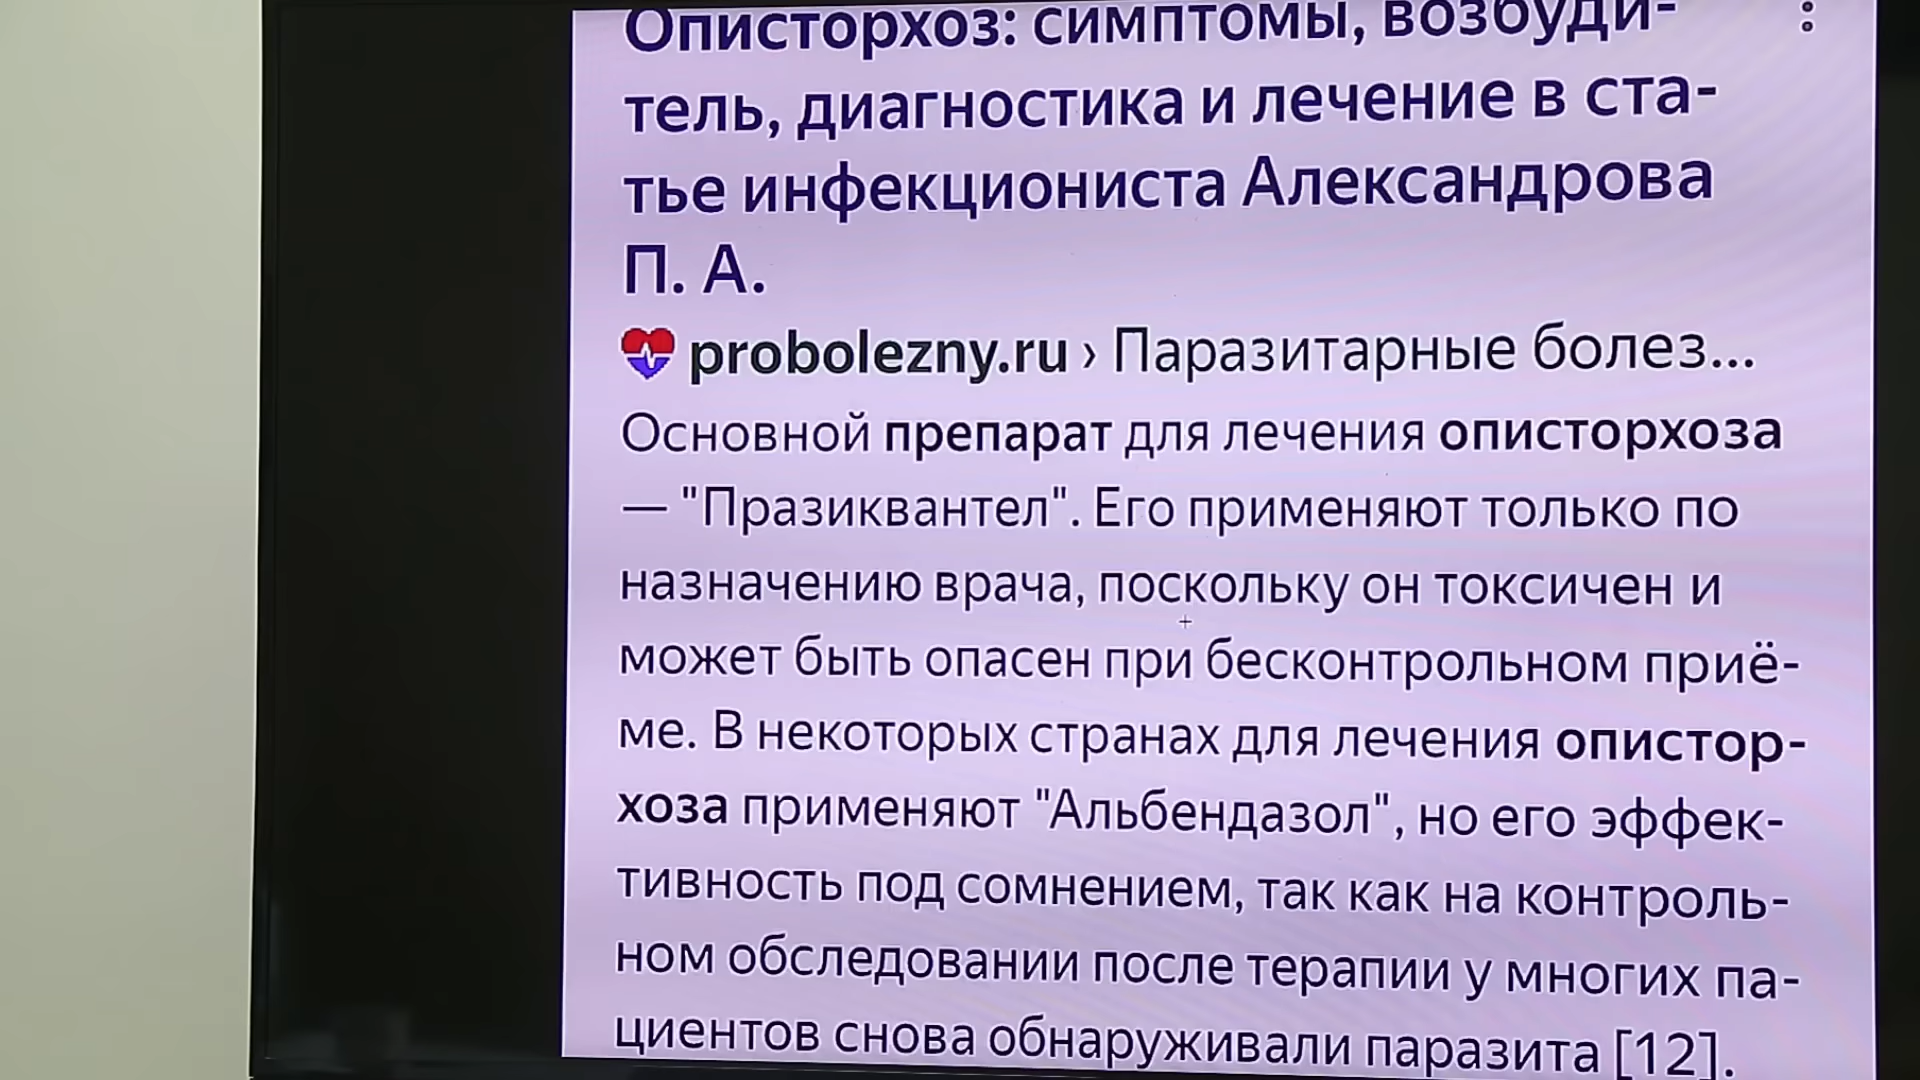 Описторхоз: симптомы, возбуди-
тель, диагностика и лечение в ста-
тье инфекциониста Александрова
П. А.
probolezny.ru › Паразитарные болез...
Основной препарат для лечения описторхоза
— "Празиквантел". Его применяют только по
назначению врача, поскольку он токсичен и
может быть опасен при бесконтрольном приё-
ме. В некоторых странах для лечения опистор-
хоза применяют "Альбендазол", но его эффек-
тивность под сомнением, так как на контроль-
ном обследовании после терапии у многих па-
циентов снова обнаруживали паразита [12].